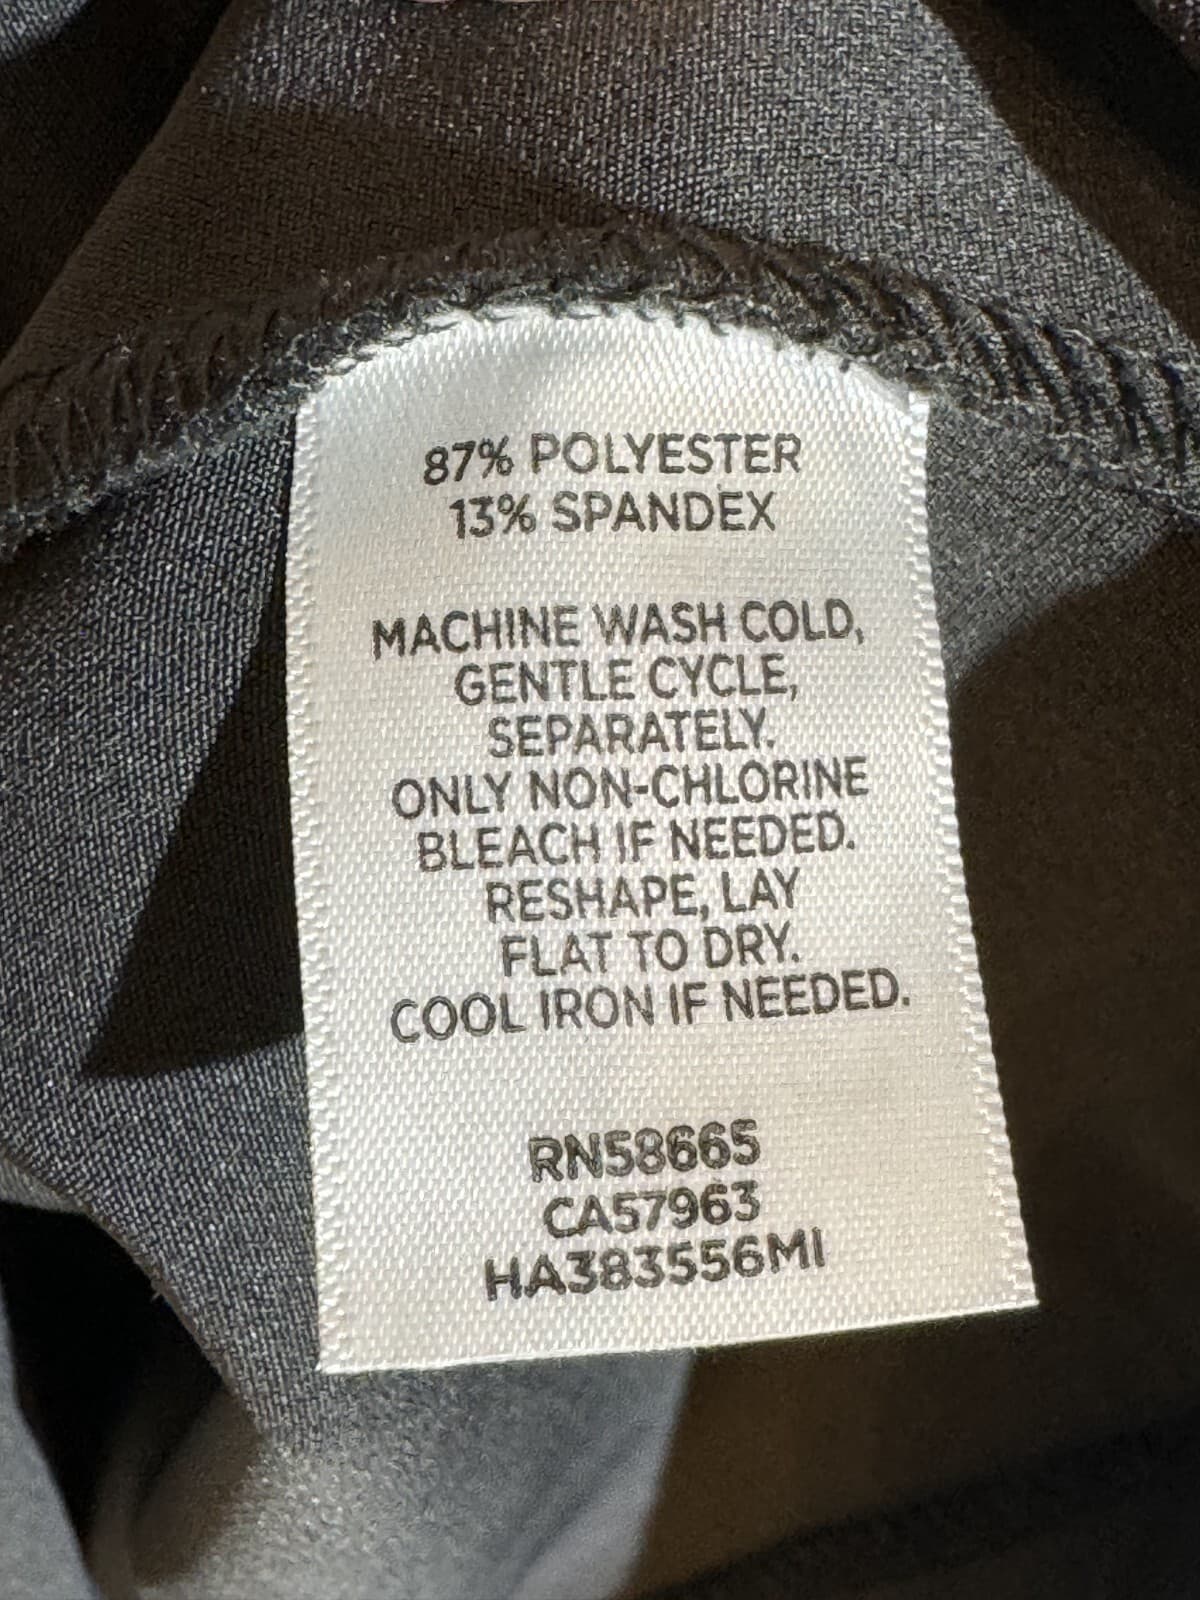 87% POLYESTER
13% SPANDEX
MACHINE WASH COLD,
GENTLE CYCLE,
SEPARATELY.
ONLY NON-CHLORINE
BLEACH IF NEEDED.
RESHAPE, LAY
FLAT TO DRY.
COOL IRON IF NEEDED.
RN58665
CA57963
HA383556MI